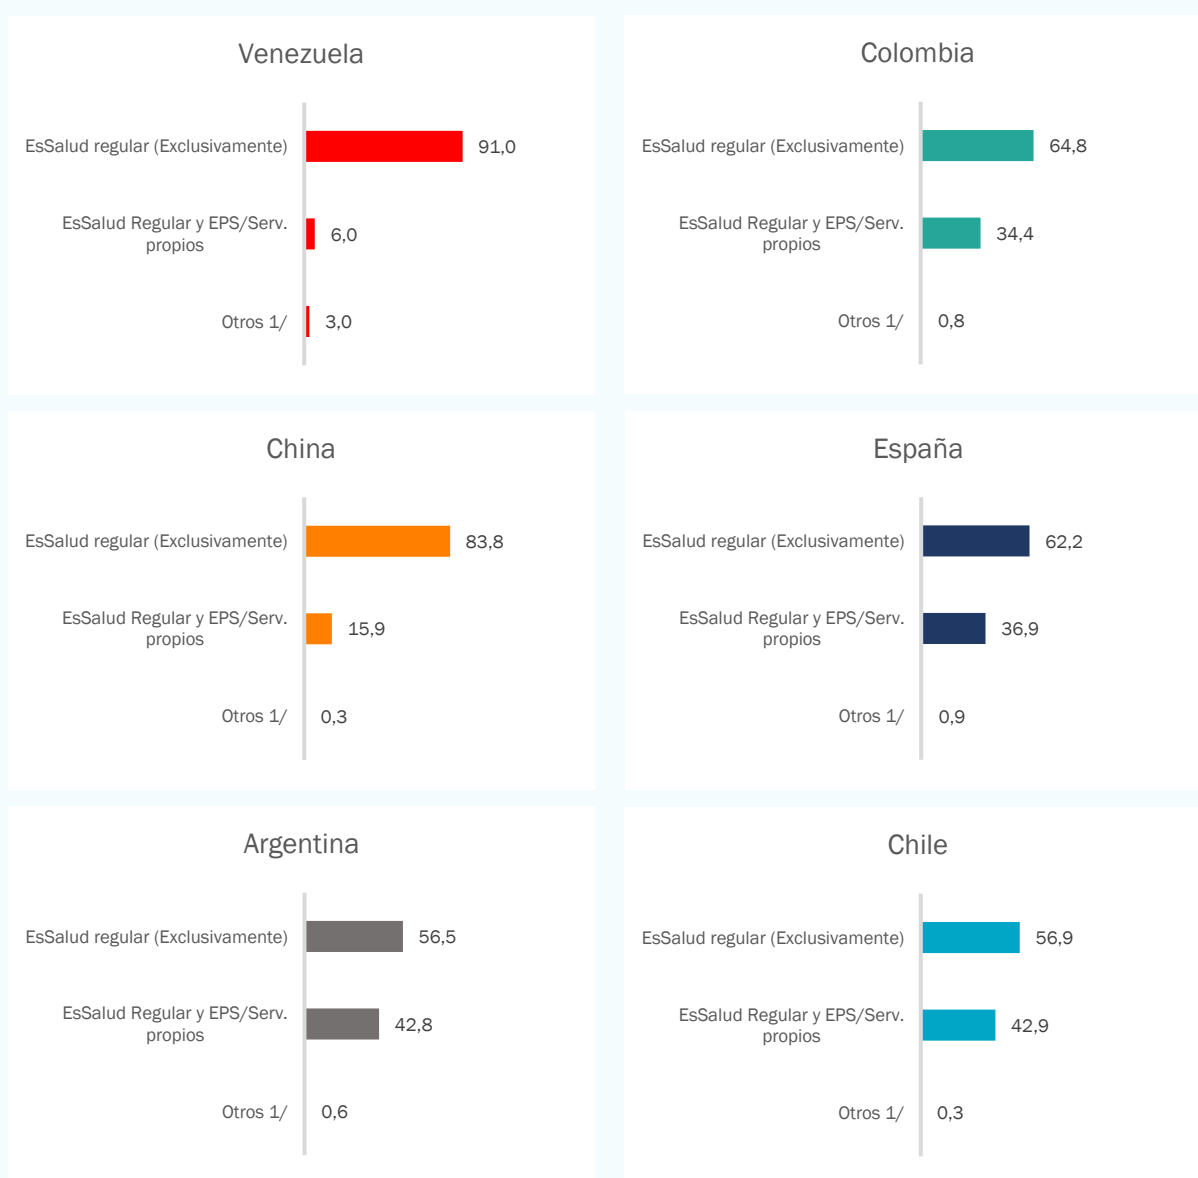 Venezuela
EsSalud regular (Exclusivamente)
91,0
EsSalud Regular y EPS/Serv.
propios
6,0
Otros 1/
3,0
Colombia
EsSalud regular (Exclusivamente)
64,8
EsSalud Regular y EPS/Serv.
propios
34,4
Otros 1/
0,8
China
EsSalud regular (Exclusivamente)
83,8
EsSalud Regular y EPS/Serv.
propios
15,9
Otros 1/
0,3
España
EsSalud regular (Exclusivamente)
62,2
EsSalud Regular y EPS/Serv.
propios
36,9
Otros 1/
0,9
Argentina
EsSalud regular (Exclusivamente)
56,5
EsSalud Regular y EPS/Serv.
propios
42,8
Otros 1/
0,6
Chile
EsSalud regular (Exclusivamente)
56,9
EsSalud Regular y EPS/Serv.
propios
42,9
Otros 1/
0,3